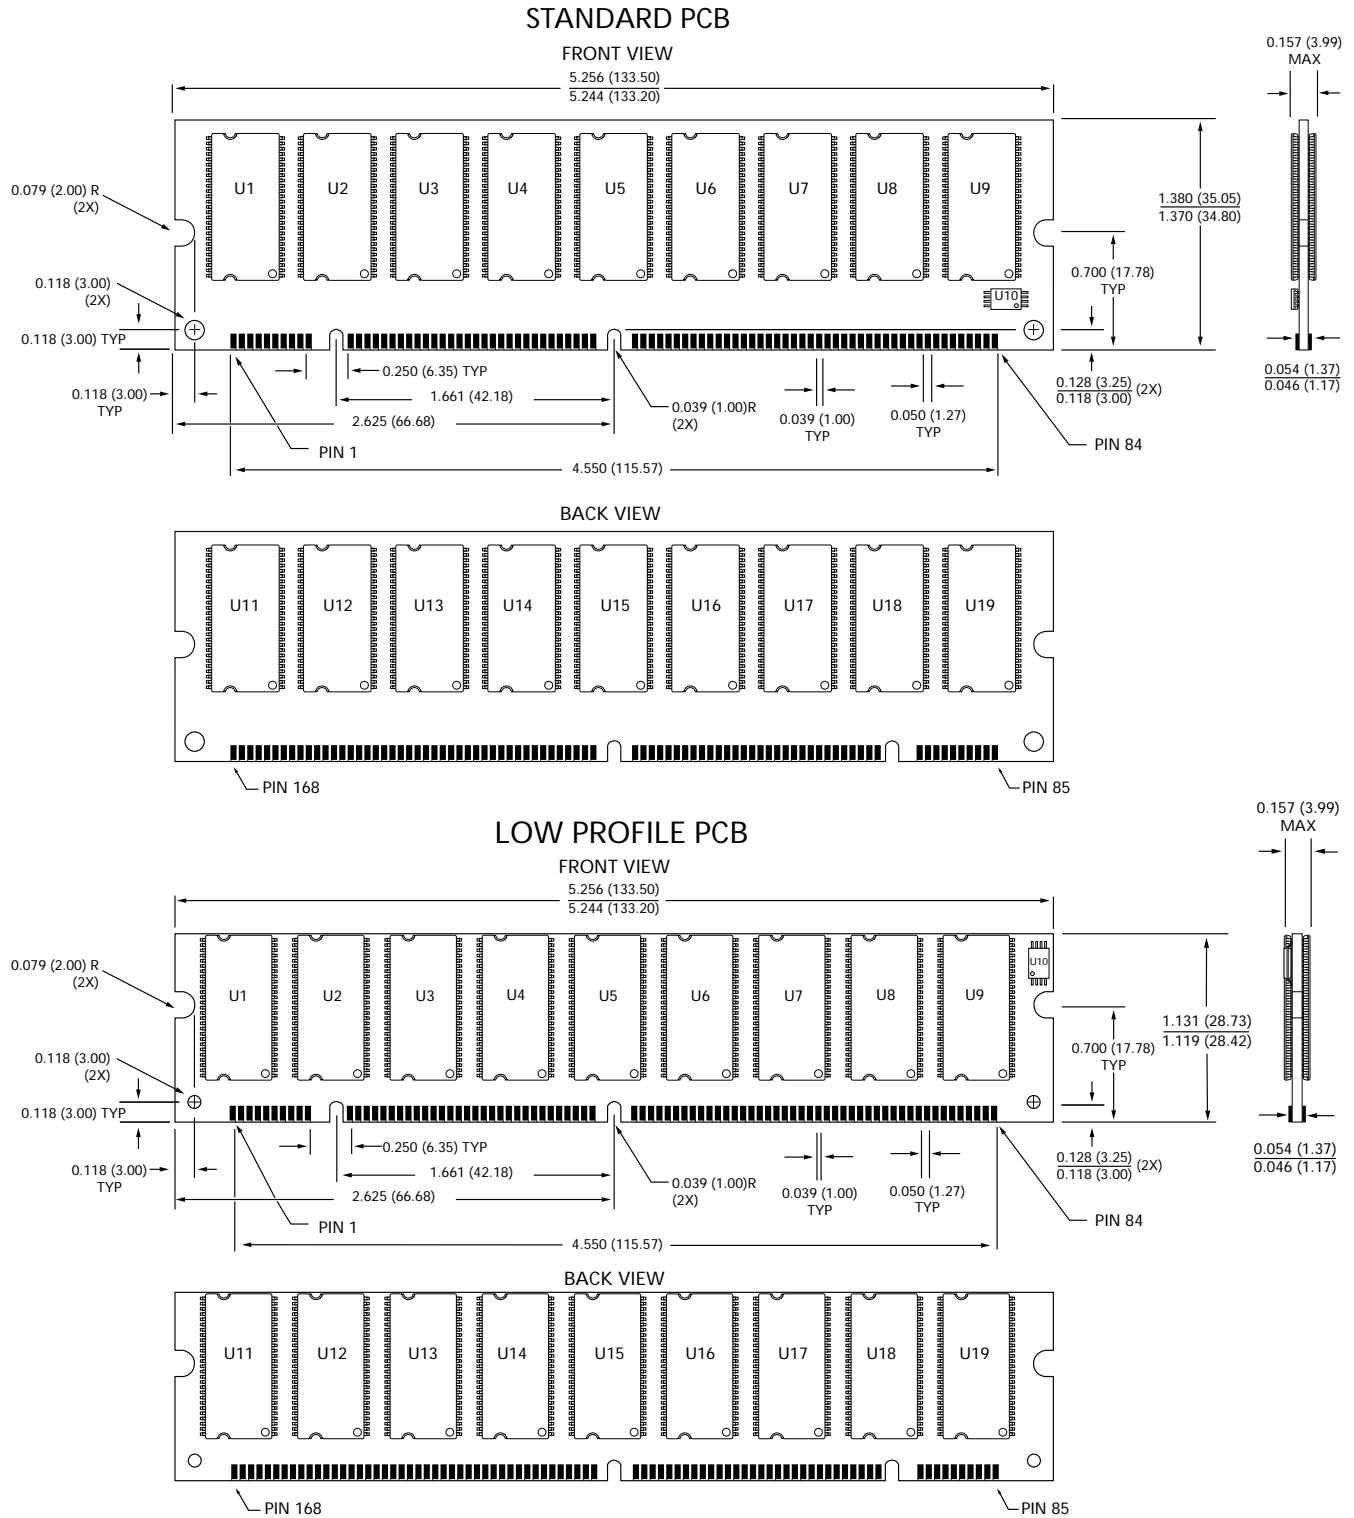 STANDARD PCB
FRONT VIEW
5.256 (133.50)
5.244 (133.20)
0.157 (3.99)
MAX
U1 U2 U3 U4 U5 U6 U7 U8 U9
0.079 (2.00) R
(2X)
1.380 (35.05)
1.370 (34.80)
0.118 (3.00)
(2X)
0.700 (17.78)
TYP
U10
0.118 (3.00) TYP
0.118 (3.00)
TYP
0.250 (6.35) TYP
1.661 (42.18)
2.625 (66.68)
0.039 (1.00)R
(2X)
0.039 (1.00)
TYP
0.050 (1.27)
TYP
0.128 (3.25)
0.118 (3.00)
(2X)
0.054 (1.37)
0.046 (1.17)
PIN 1
PIN 84
4.550 (115.57)
BACK VIEW
U11 U12 U13 U14 U15 U16 U17 U18 U19
PIN 168
PIN 85
LOW PROFILE PCB
FRONT VIEW
5.256 (133.50)
5.244 (133.20)
0.157 (3.99)
MAX
0.079 (2.00) R
(2X)
U10
U1 U2 U3 U4 U5 U6 U7 U8 U9
1.131 (28.73)
1.119 (28.42)
0.118 (3.00)
(2X)
0.700 (17.78)
TYP
0.118 (3.00) TYP
0.118 (3.00)
TYP
0.250 (6.35) TYP
1.661 (42.18)
2.625 (66.68)
0.039 (1.00)R
(2X)
0.039 (1.00)
TYP
0.050 (1.27)
TYP
0.128 (3.25)
0.118 (3.00)
(2X)
0.054 (1.37)
0.046 (1.17)
PIN 1
PIN 84
4.550 (115.57)
BACK VIEW
U11 U12 U13 U14 U15 U16 U17 U18 U19
PIN 168
PIN 85